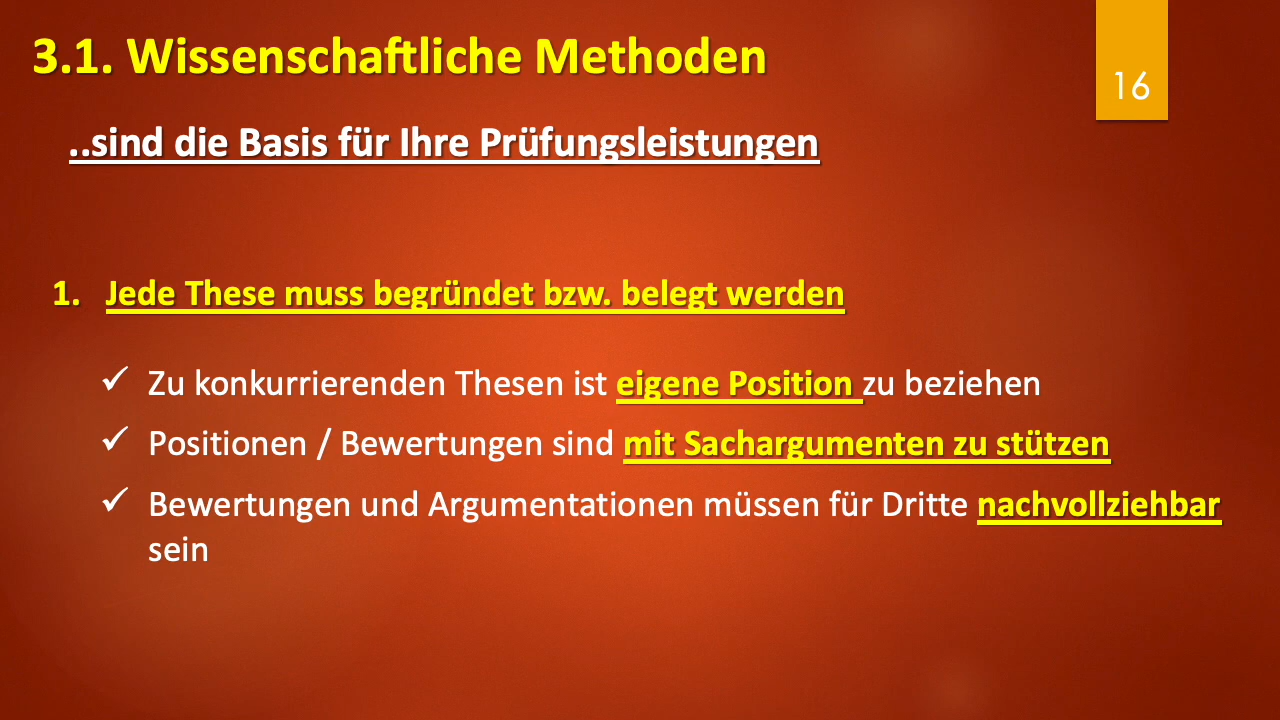 3.1. Wissenschaftliche Methoden
16
..sind die Basis für Ihre Prüfungsleistungen
1. Jede These muss begründet bzw. belegt werden
✓ Zu konkurrierenden Thesen ist eigene Position zu beziehen
✓ Positionen / Bewertungen sind mit Sachargumenten zu stützen
✓ Bewertungen und Argumentationen müssen für Dritte nachvollziehbar
sein